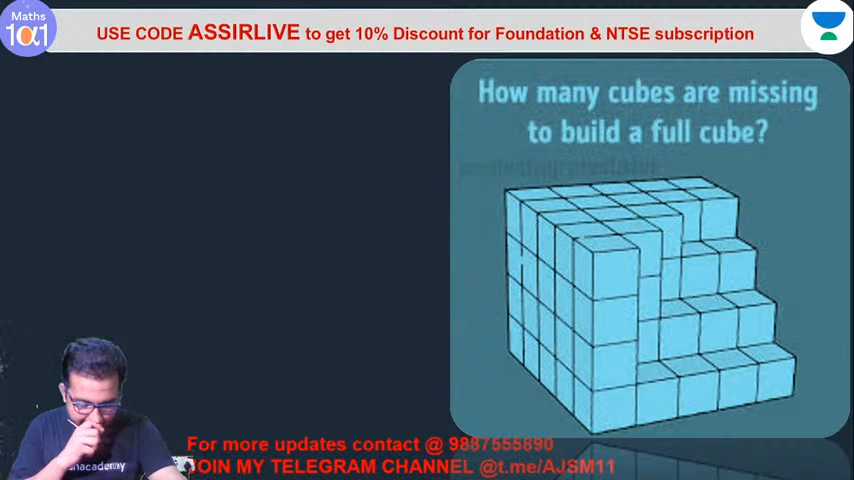 Maths
1α1
USE CODE ASSIRLIVE to get 10% Discount for Foundation & NTSE subscription
How many cubes are missing
to build a full cube?
For more updates contact @ 9887555890
JOIN MY TELEGRAM CHANNEL @t.me/AJSM11